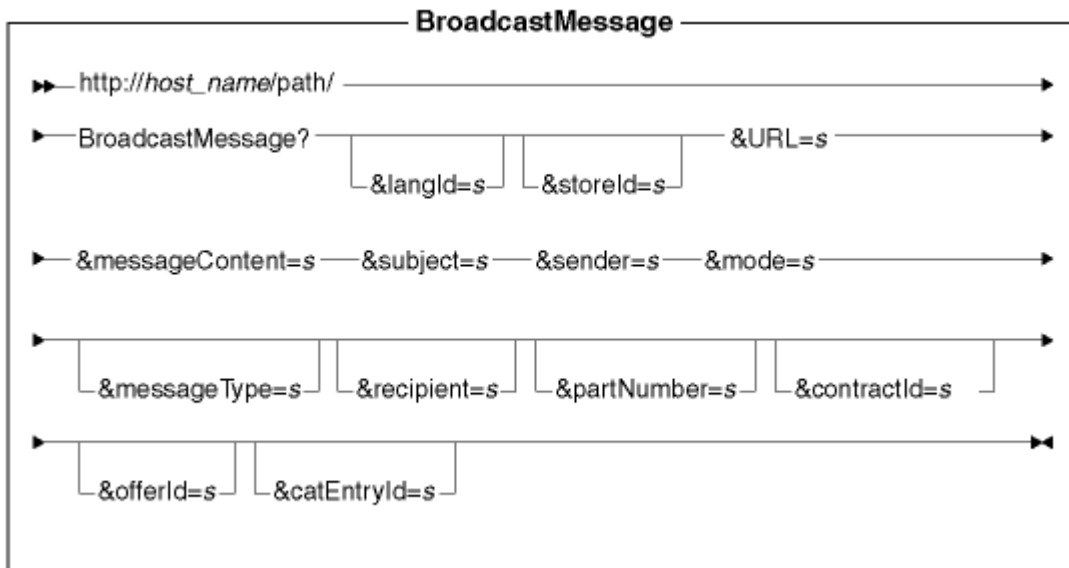 BroadcastMessage
http://host_name/path/
BroadcastMessage? &URL=s
&langId=s &storeId=s
&messageContent=s &subject=s &sender=s &mode=s
&messageType=s &recipient=s &partNumber=s &contractId=s
&offerId=s &catEntryId=s